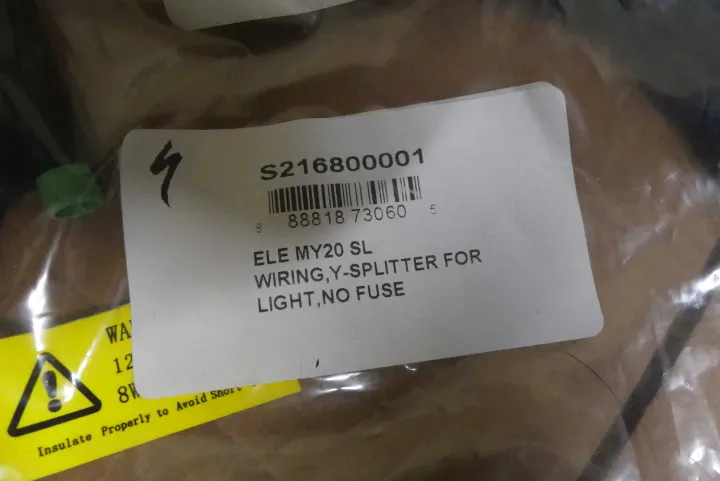 S216800001
8 88818 73060 5
ELE MY20 SL
WIRING,Y-SPLITTER FOR
LIGHT,NO FUSE
12
8W
Insulate Properly to Avoid Short